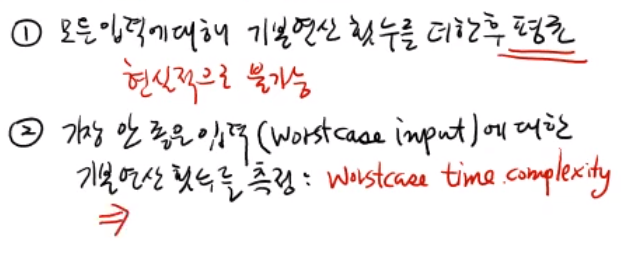 ① 모든 입력에 대해 기본연산 횟수를 더한 후 평균
현실적으로 불가능
② 가장 안 좋은 입력 (worstcase input)에 대한
기본연산 횟수를 측정 : worstcase time complexity
⇒